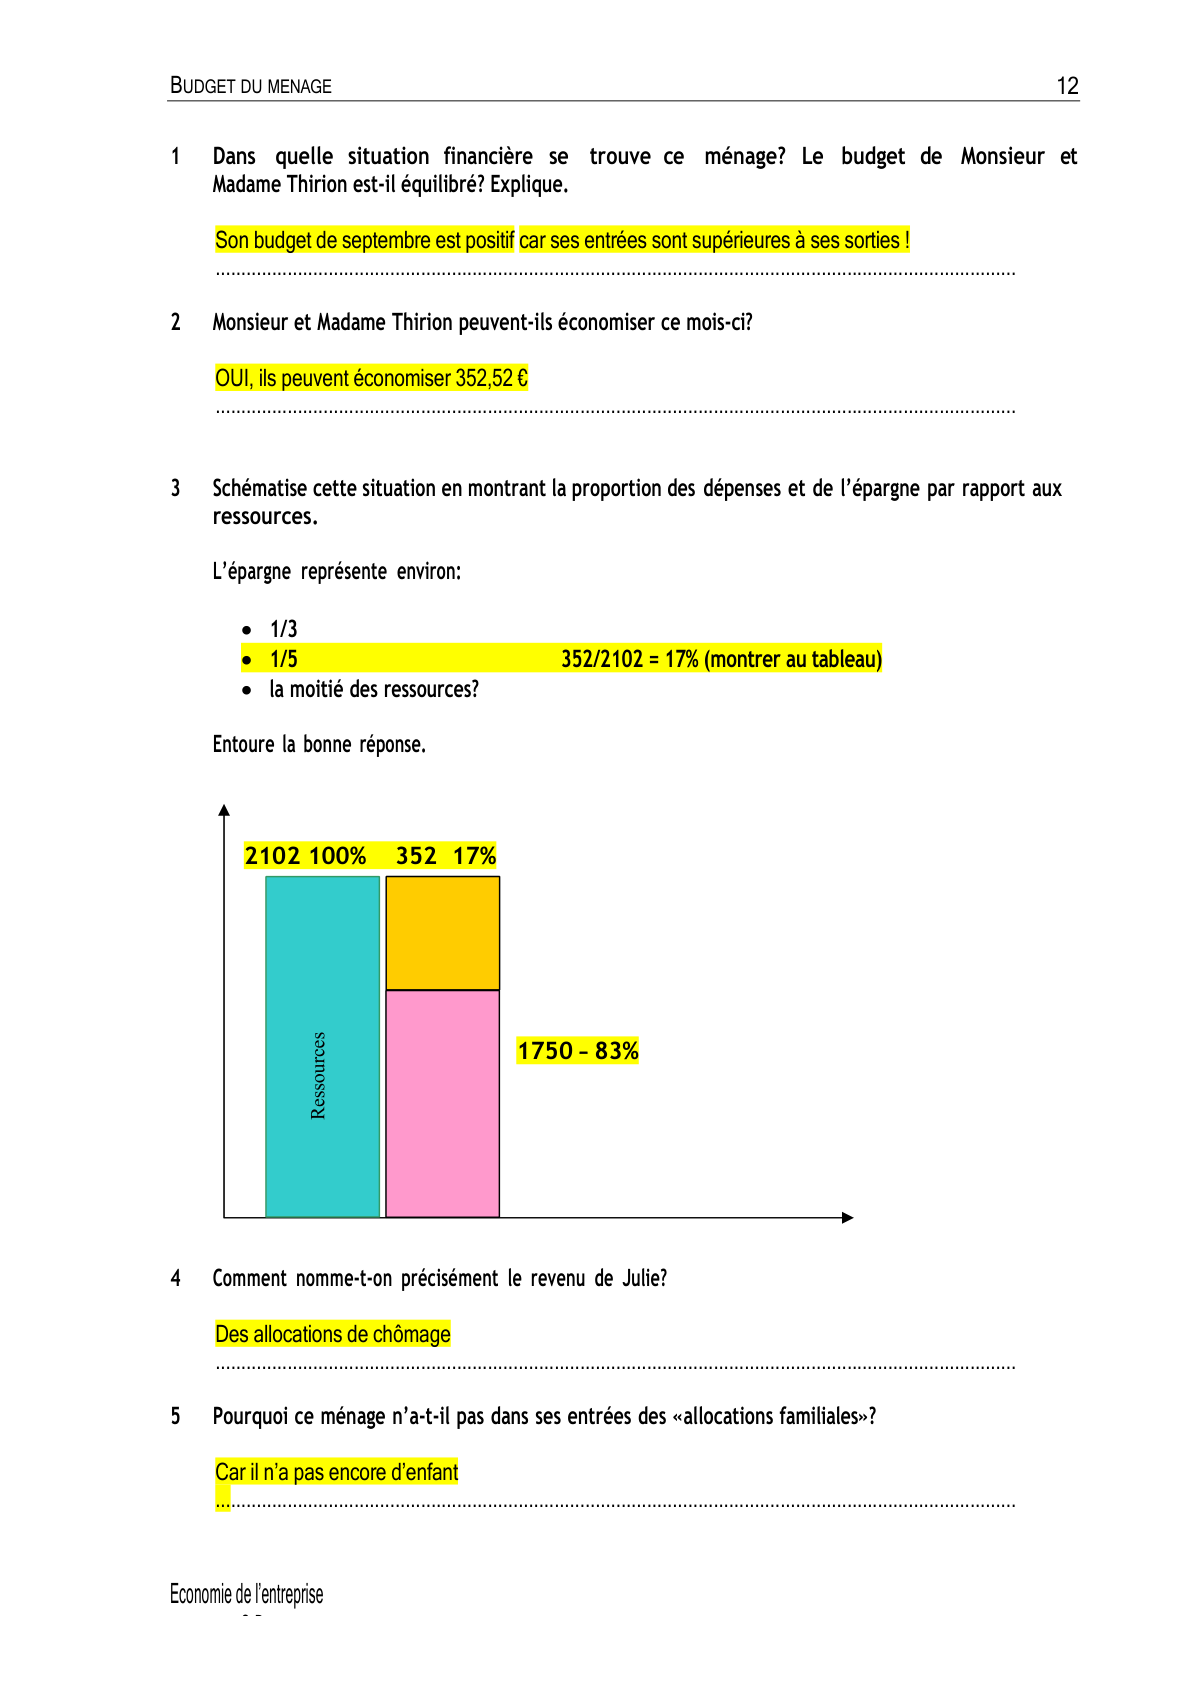 BUDGET DU MENAGE 12
1 Dans quelle situation financière se trouve ce ménage? Le budget de Monsieur et
Madame Thirion est-il équilibré? Explique.
Son budget de septembre est positif car ses entrées sont supérieures à ses sorties !
2 Monsieur et Madame Thirion peuvent-ils économiser ce mois-ci?
OUI, ils peuvent économiser 352,52 €
3 Schématise cette situation en montrant la proportion des dépenses et de l’épargne par rapport aux
ressources.
L’épargne représente environ:
• 1/3
• 1/5 352/2102 = 17% (montrer au tableau)
• la moitié des ressources?
Entoure la bonne réponse.
2102 100% 352 17%
Ressources
1750 – 83%
4 Comment nomme-t-on précisément le revenu de Julie?
Des allocations de chômage
5 Pourquoi ce ménage n’a-t-il pas dans ses entrées des «allocations familiales»?
Car il n’a pas encore d’enfant
Economie de l’entreprise